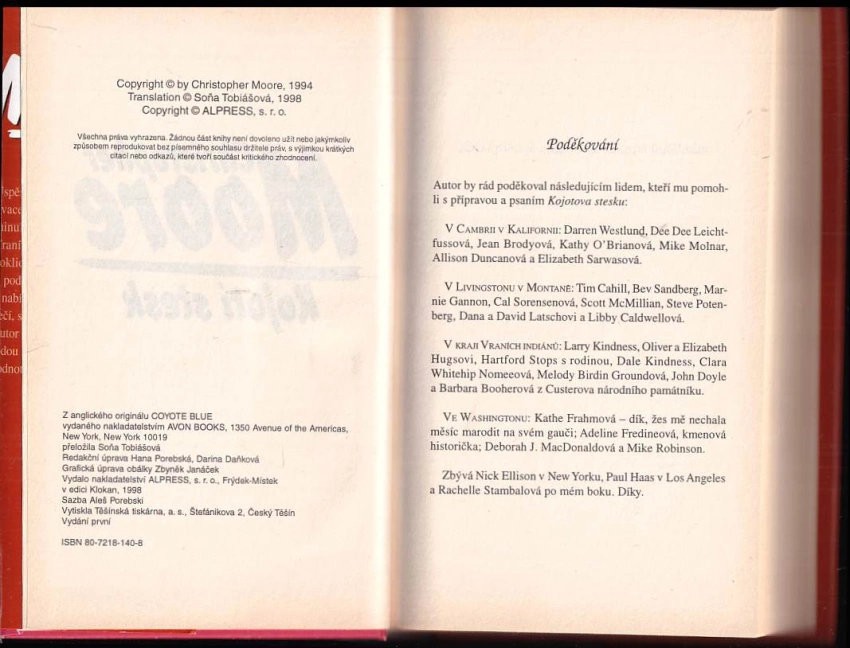 Copyright © by Christopher Moore, 1994
Translation © Soňa Tobiášová, 1998
Copyright © ALPRESS, s. r. o.
Všechna práva vyhrazena. Žádnou část knihy není dovoleno užít nebo jakýmkoliv
způsobem reprodukovat bez písemného souhlasu držitele práv, s výjimkou krátkých
citací nebo odkazů, které tvoří součást kritického zhodnocení.
Moore
Kojotí stesk
Z anglického originálu COYOTE BLUE
vydaného nakladatelstvím AVON BOOKS, 1350 Avenue of the Americas,
New York, New York 10019
přeložila Soňa Tobiášová
Redakční úprava Hana Porebská, Darina Daňková
Grafická úprava obálky Zbyněk Janáček
Vydalo nakladatelství ALPRESS, s. r. o., Frýdek-Místek
v edici Klokan, 1998
Sazba Aleš Porebski
Vytiskla Těšínská tiskárna, a. s., Štefánikova 2, Český Těšín
Vydání první
ISBN 80-7218-140-8
Poděkování
Autor by rád poděkoval následujícím lidem, kteří mu pomoh-
li s přípravou a psaním Kojotova stesku:
V CAMBRII V KALIFORNII: Darren Westlund, Dee Dee Leicht-
fussová, Jean Brodyová, Kathy O'Brianová, Mike Molnar,
Allison Duncanová a Elizabeth Sarwasová.
V LIVINGSTONU V MONTANĚ: Tim Cahill, Bev Sandberg, Mar-
nie Gannon, Cal Sorensenová, Scott McMillian, Steve Poten-
berg, Dana a David Latschovi a Libby Caldwellová.
V KRAJI VRANÍCH INDIÁNŮ: Larry Kindness, Oliver a Elizabeth
Hugsovi, Hartford Stops s rodinou, Dale Kindness, Clara
Whitehip Nomeeová, Melody Birdin Groundová, John Doyle
a Barbara Booherová z Custerova národního památníku.
VE WASHINGTONU: Kathe Frahmová – dík, žes mě nechala
měsíc marodit na svém gauči; Adeline Fredineová, kmenová
historička; Deborah J. MacDonaldová a Mike Robinson.
Zbývá Nick Ellison v New Yorku, Paul Haas v Los Angeles
a Rachelle Stambalová po mém boku. Díky.